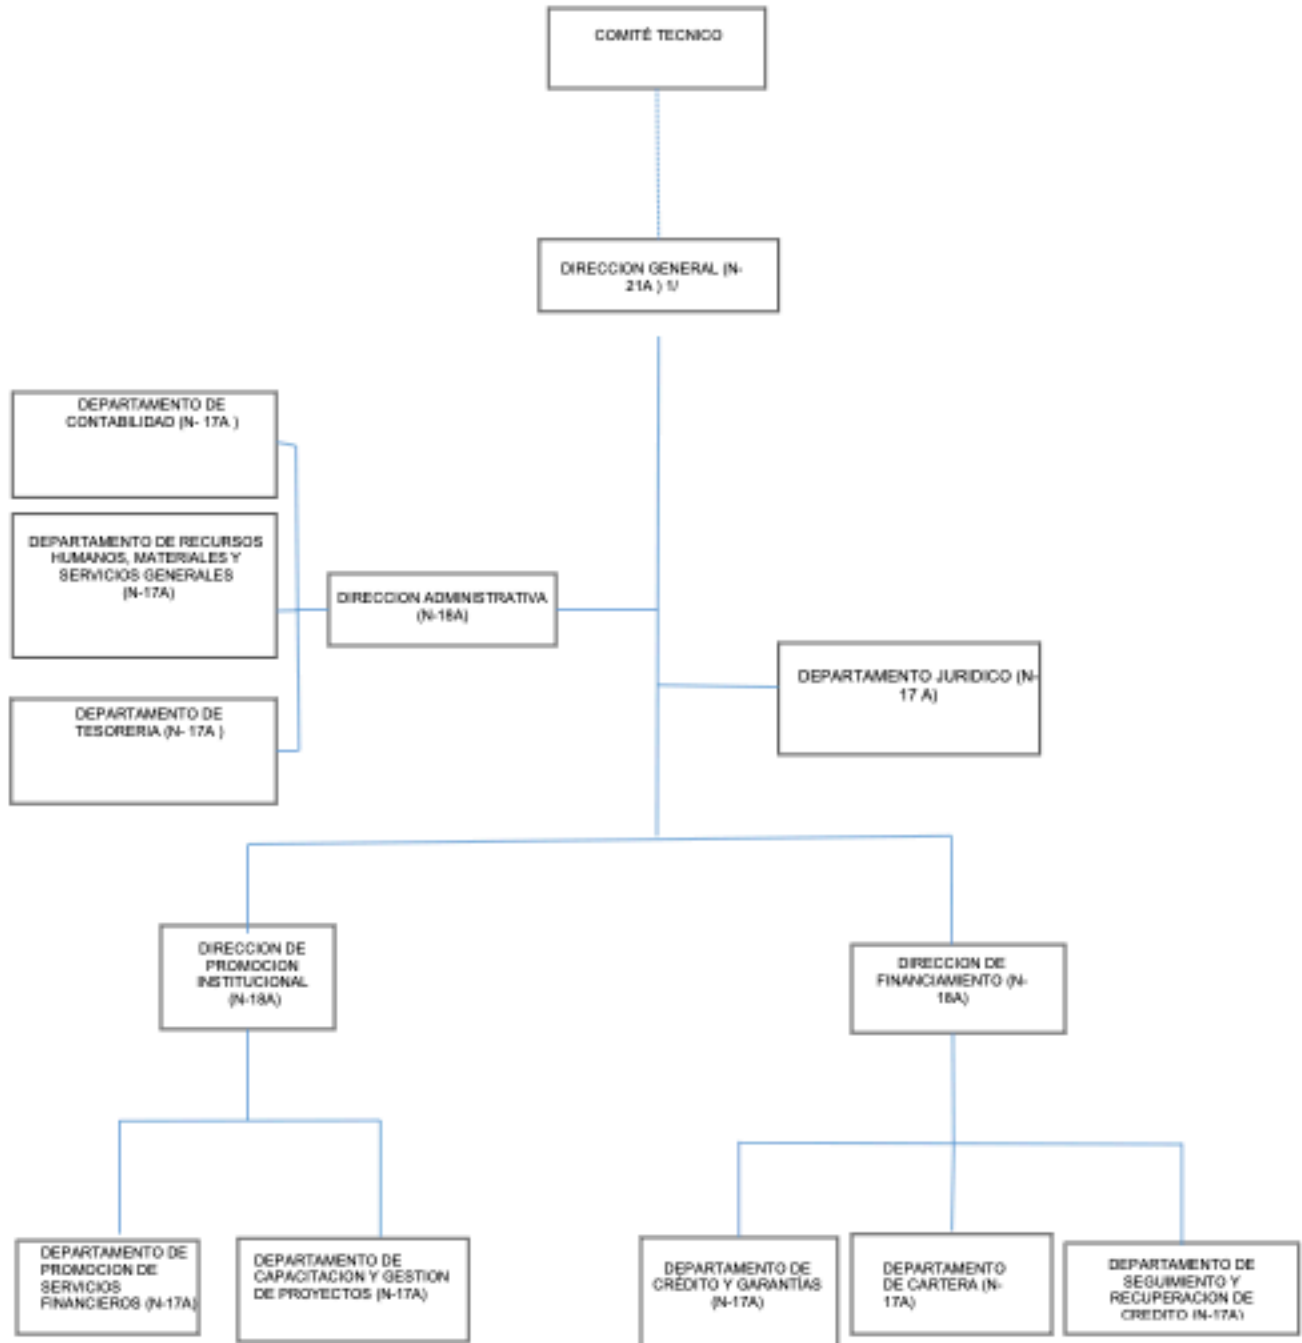 COMITÉ TECNICO
DIRECCION GENERAL (N-
21A ) 1/
DEPARTAMENTO DE
CONTABILIDAD (N- 17A )
DEPARTAMENTO DE RECURSOS
HUMANOS, MATERIALES Y
SERVICIOS GENERALES
(N-17A)
DIRECCION ADMINISTRATIVA
(N-18A)
DEPARTAMENTO JURIDICO (N-
17 A)
DEPARTAMENTO DE
TESORERIA (N- 17A )
DIRECCION DE
PROMOCION
INSTITUCIONAL
(N-18A)
DIRECCION DE
FINANCIAMIENTO (N-
18A)
DEPARTAMENTO DE
PROMOCION DE
SERVICIOS
FINANCIEROS (N-17A)
DEPARTAMENTO DE
CAPACITACION Y GESTION
DE PROYECTOS (N-17A)
DEPARTAMENTO DE
CRÉDITO Y GARANTÍAS
(N-17A)
DEPARTAMENTO
DE CARTERA (N-
17A)
DEPARTAMENTO DE
SEGUIMIENTO Y
RECUPERACION DE
CREDITO (N-17A)